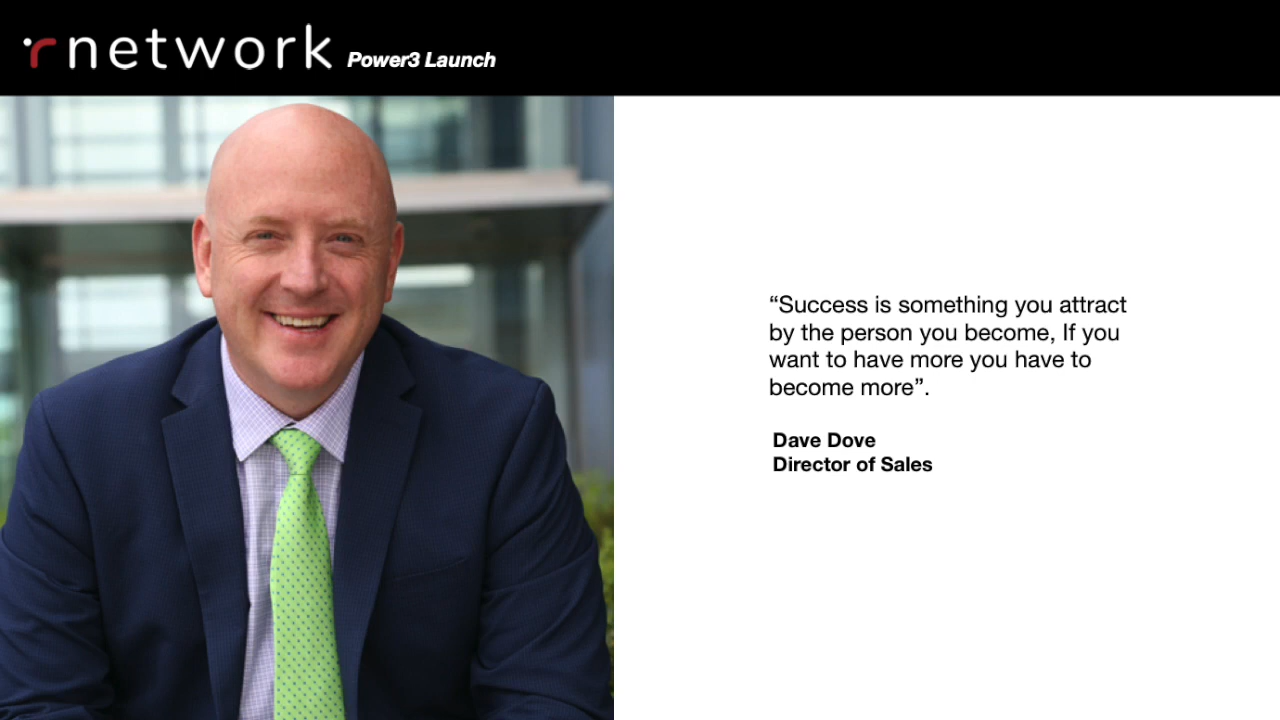 rnetwork Power3 Launch
“Success is something you attract
by the person you become, If you
want to have more you have to
become more”.
Dave Dove
Director of Sales